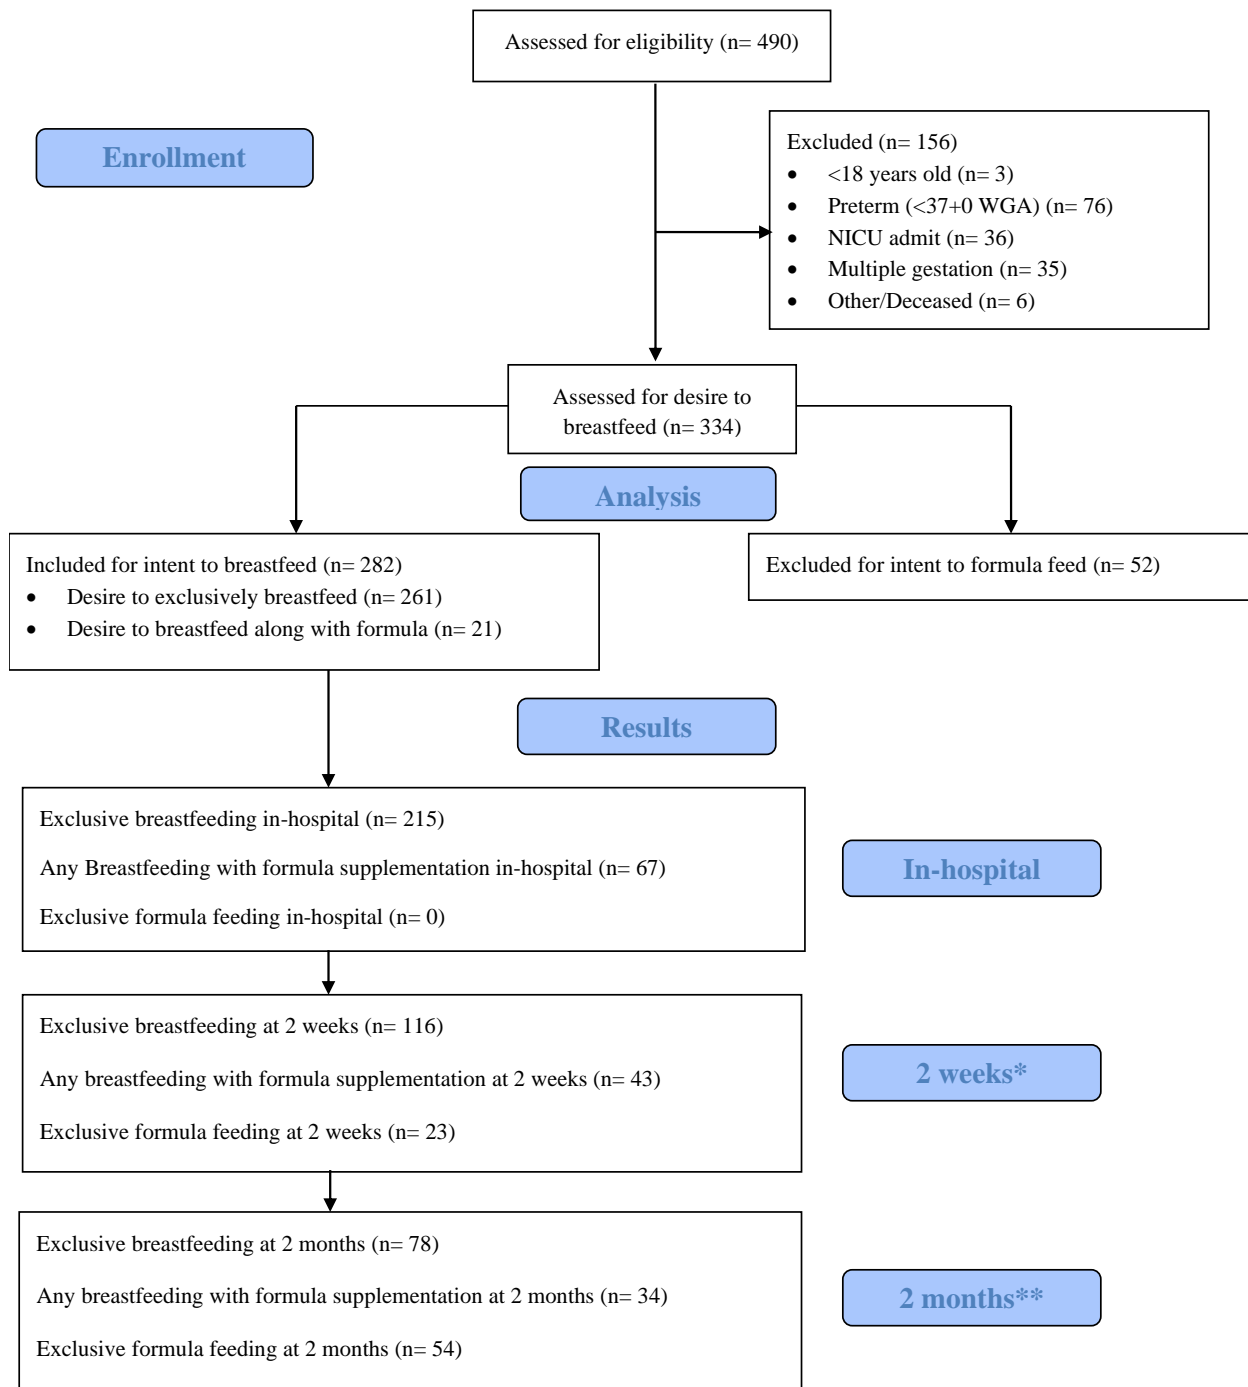 Assessed for eligibility (n= 490)
Enrollment
Excluded (n= 156)
• <18 years old (n= 3)
• Preterm (<37+0 WGA) (n= 76)
• NICU admit (n= 36)
• Multiple gestation (n= 35)
• Other/Deceased (n= 6)
Assessed for desire to
breastfeed (n= 334)
Analysis
Included for intent to breastfeed (n= 282)
• Desire to exclusively breastfeed (n= 261)
• Desire to breastfeed along with formula (n= 21)
Excluded for intent to formula feed (n= 52)
Results
Exclusive breastfeeding in-hospital (n= 215)
Any Breastfeeding with formula supplementation in-hospital (n= 67)
Exclusive formula feeding in-hospital (n= 0)
In-hospital
Exclusive breastfeeding at 2 weeks (n= 116)
Any breastfeeding with formula supplementation at 2 weeks (n= 43)
Exclusive formula feeding at 2 weeks (n= 23)
2 weeks*
Exclusive breastfeeding at 2 months (n= 78)
Any breastfeeding with formula supplementation at 2 months (n= 34)
Exclusive formula feeding at 2 months (n= 54)
2 months**